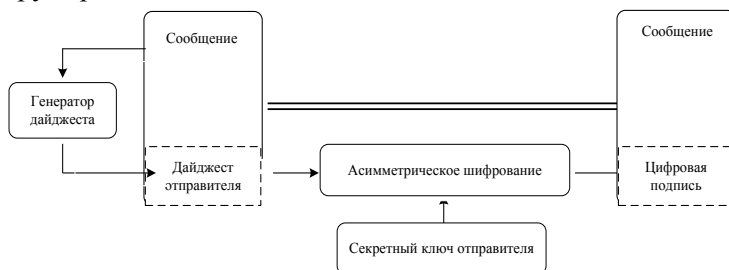 Сообщение
Сообщение
Генератор
дайджеста
Дайджест
отправителя
Асимметрическое шифрование
Цифровая
подпись
Секретный ключ отправителя